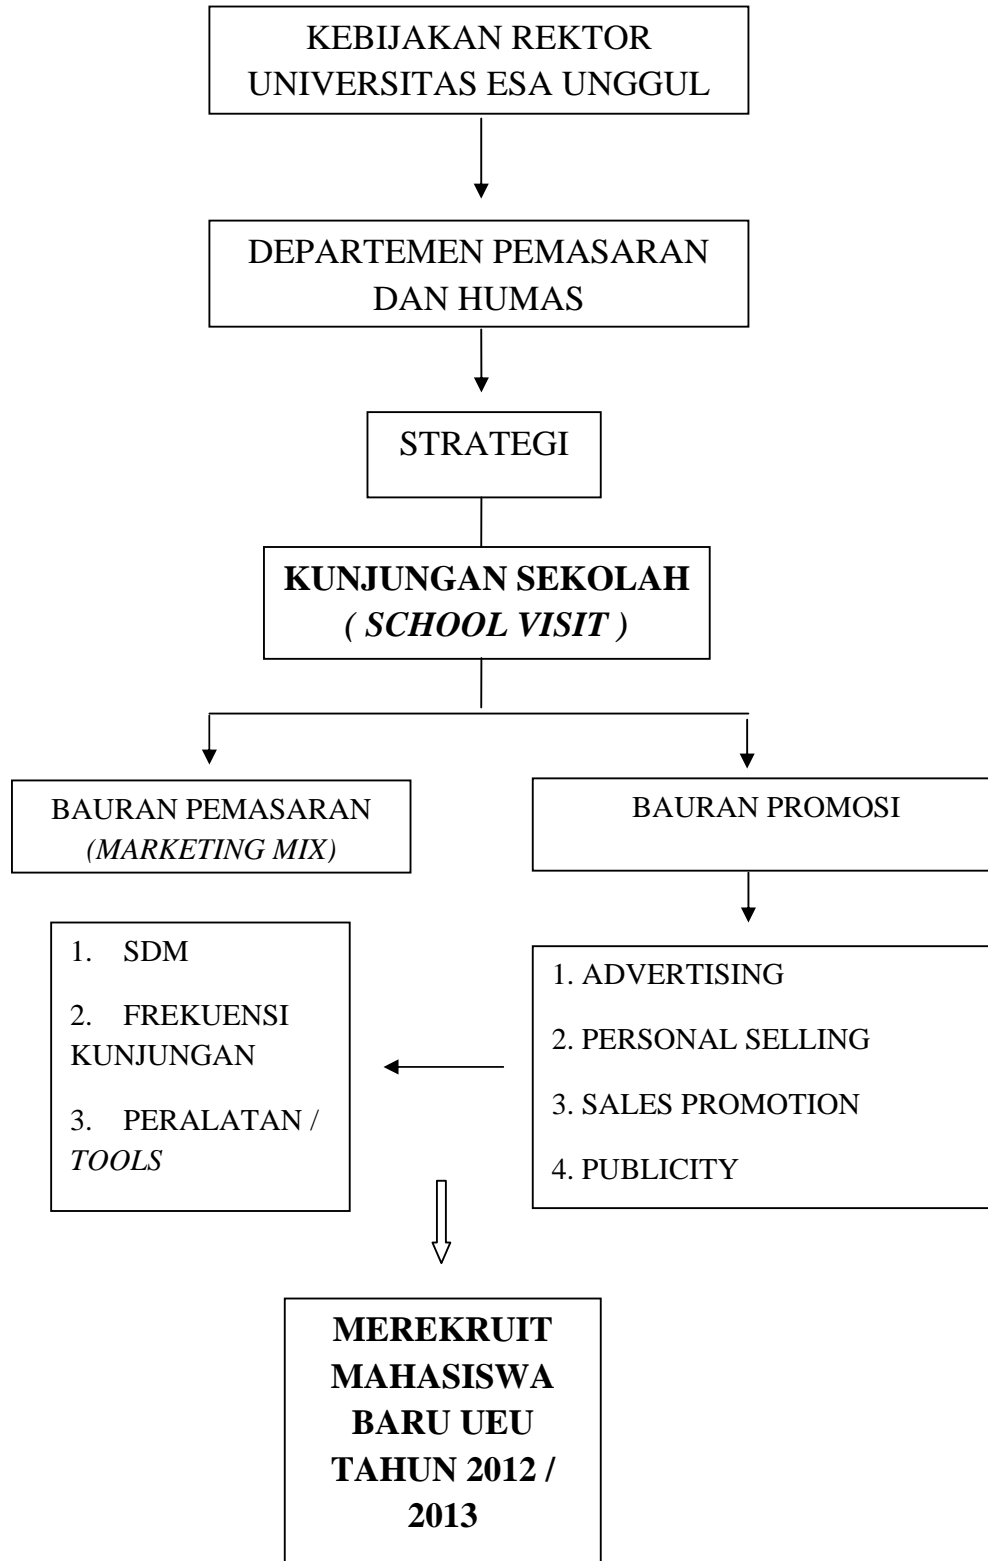 KEBIJAKAN REKTOR
UNIVERSITAS ESA UNGGUL
DEPARTEMEN PEMASARAN
DAN HUMAS
STRATEGI
KUNJUNGAN SEKOLAH
( SCHOOL VISIT )
BAURAN PEMASARAN
(MARKETING MIX)
BAURAN PROMOSI
1. SDM
2. FREKUENSI
KUNJUNGAN
3. PERALATAN /
TOOLS
1. ADVERTISING
2. PERSONAL SELLING
3. SALES PROMOTION
4. PUBLICITY
MEREKRUIT
MAHASISWA
BARU UEU
TAHUN 2012 /
2013